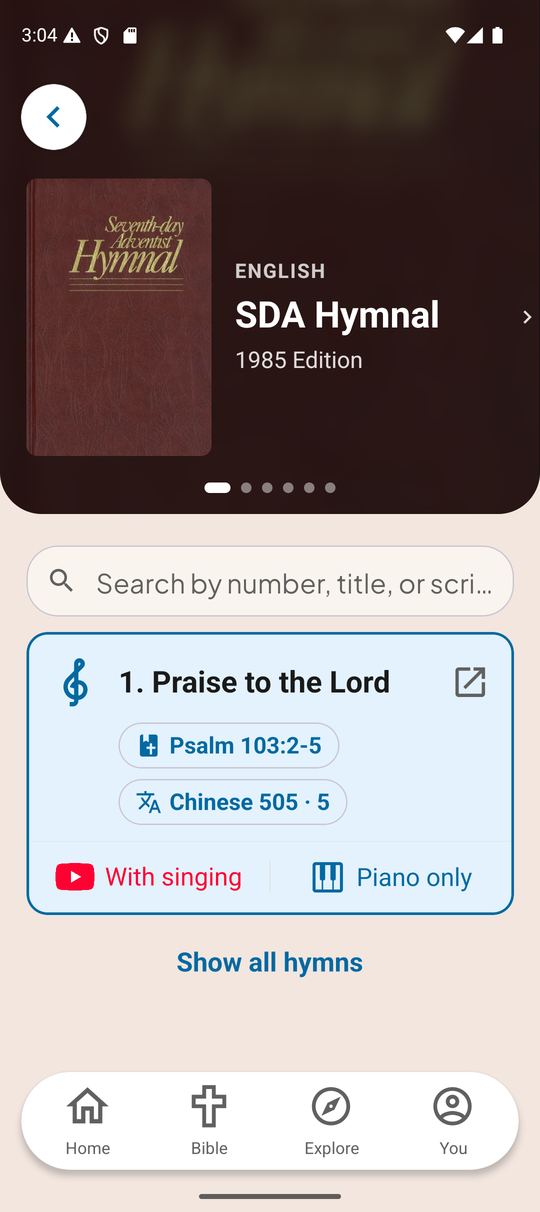 3:04
Seventh-day
Adventist
Hymnal
ENGLISH
SDA Hymnal
1985 Edition
Search by number, title, or scri...
1. Praise to the Lord
Psalm 103:2-5
Chinese 505 · 5
With singing
Piano only
Show all hymns
Home
Bible
Explore
You